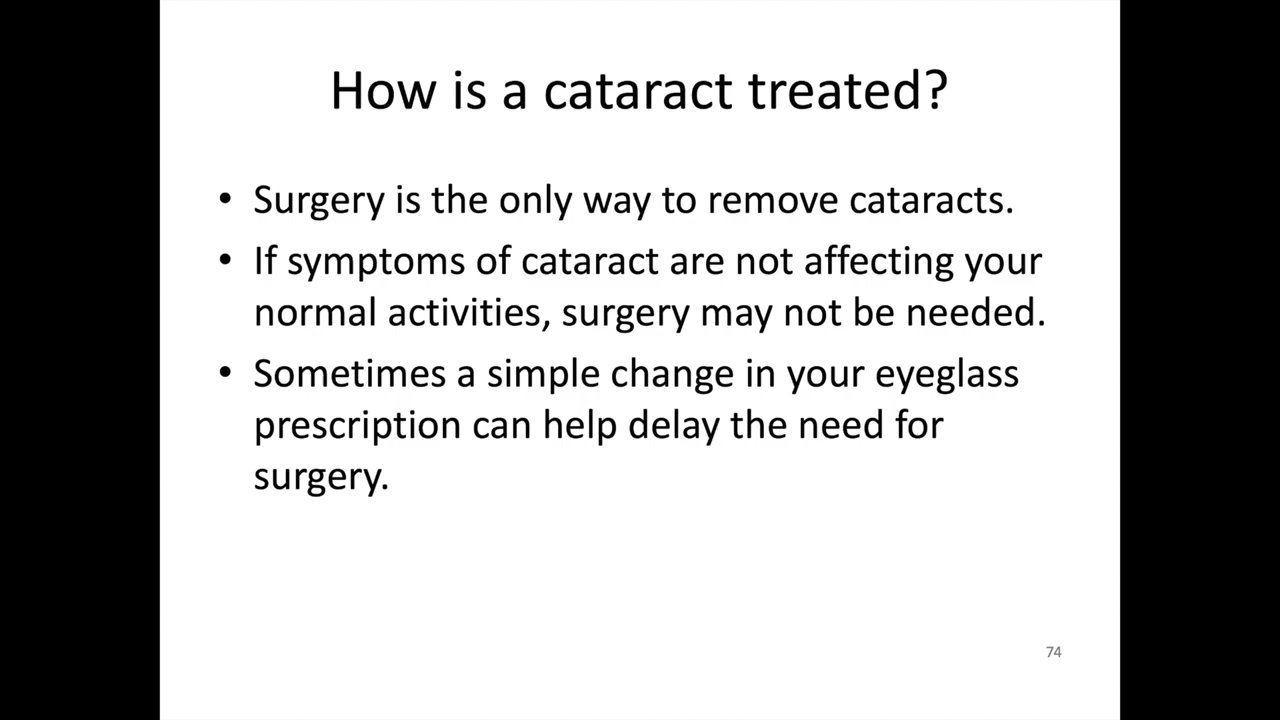 How is a cataract treated?
• Surgery is the only way to remove cataracts.
• If symptoms of cataract are not affecting your
normal activities, surgery may not be needed.
• Sometimes a simple change in your eyeglass
prescription can help delay the need for
surgery.
74